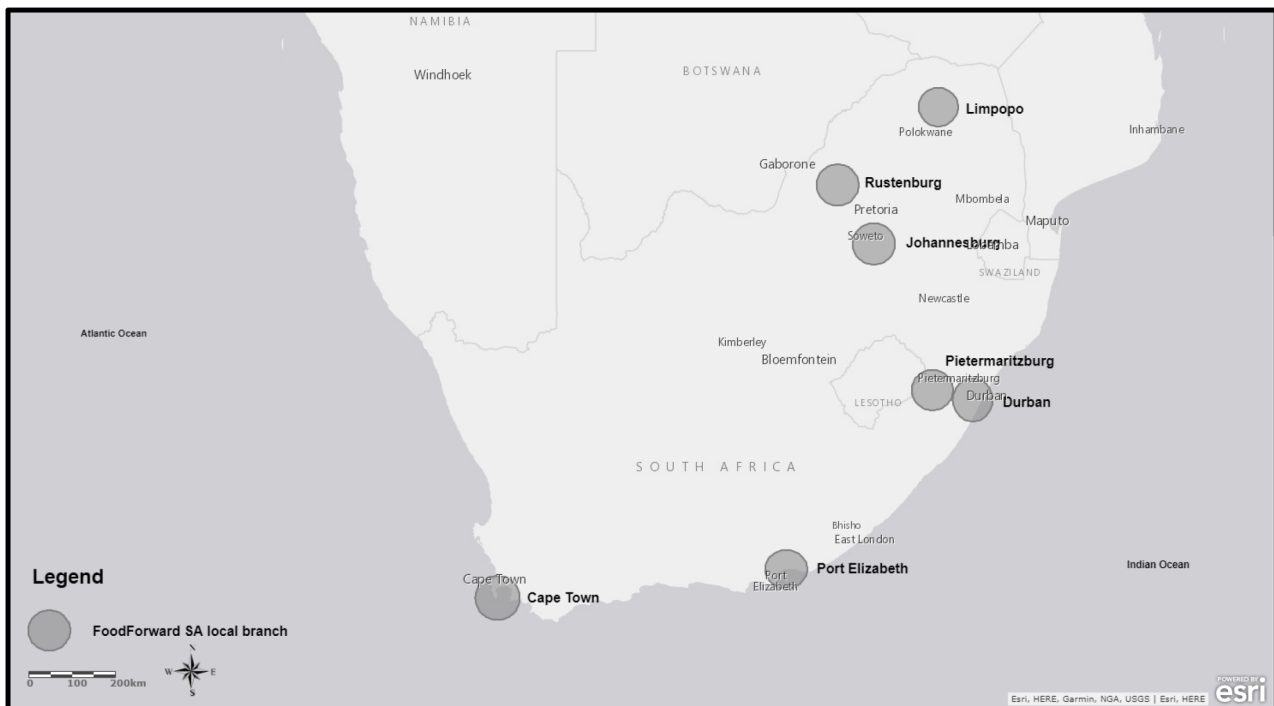 NAMIBIA
Windhoek
BOTSWANA
Limpopo
Polokwane
Inhambane
Gaborone
Rustenburg
Mbombela
Pretoria
Maputo
Soweto
Johannesburg
Lobamba
SWAZILAND
Newcastle
Atlantic Ocean
Kimberley
Bloemfontein
Pietermaritzburg
Pietermaritzburg
LESOTHO
Durban
Durban
SOUTH AFRICA
Bhisho
East London
Port Elizabeth
Port
Elizabeth
Indian Ocean
Cape Town
Cape Town
Legend
FoodForward SA local branch
0 100 200km
N
W E
S
Esri, HERE, Garmin, NGA, USGS | Esri, HERE
POWERED BY
esri